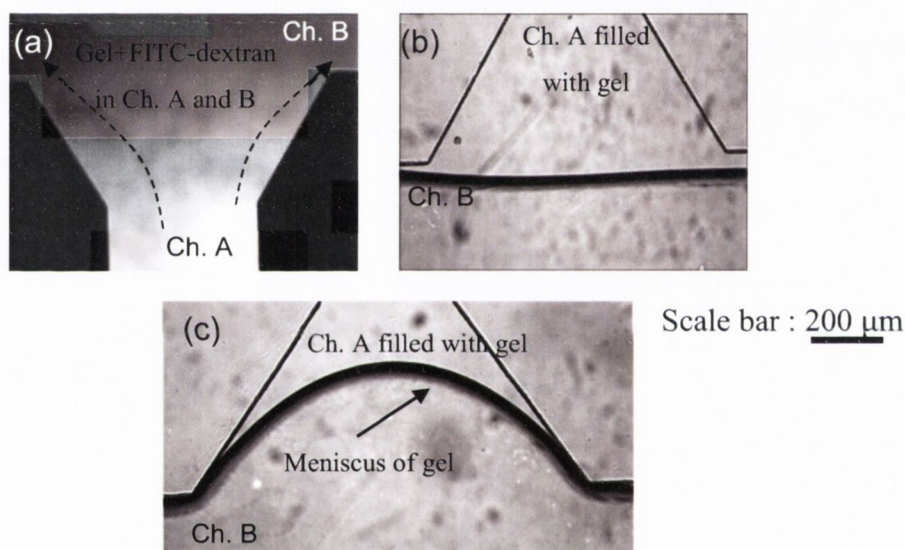 (a)
Ch. B
Gel+FITC-dextran
in Ch. A and B
Ch. A
(b)
Ch. A filled
with gel
Ch. B
(c)
Ch. A filled with gel
Meniscus of gel
Ch. B
Scale bar : 200 μm